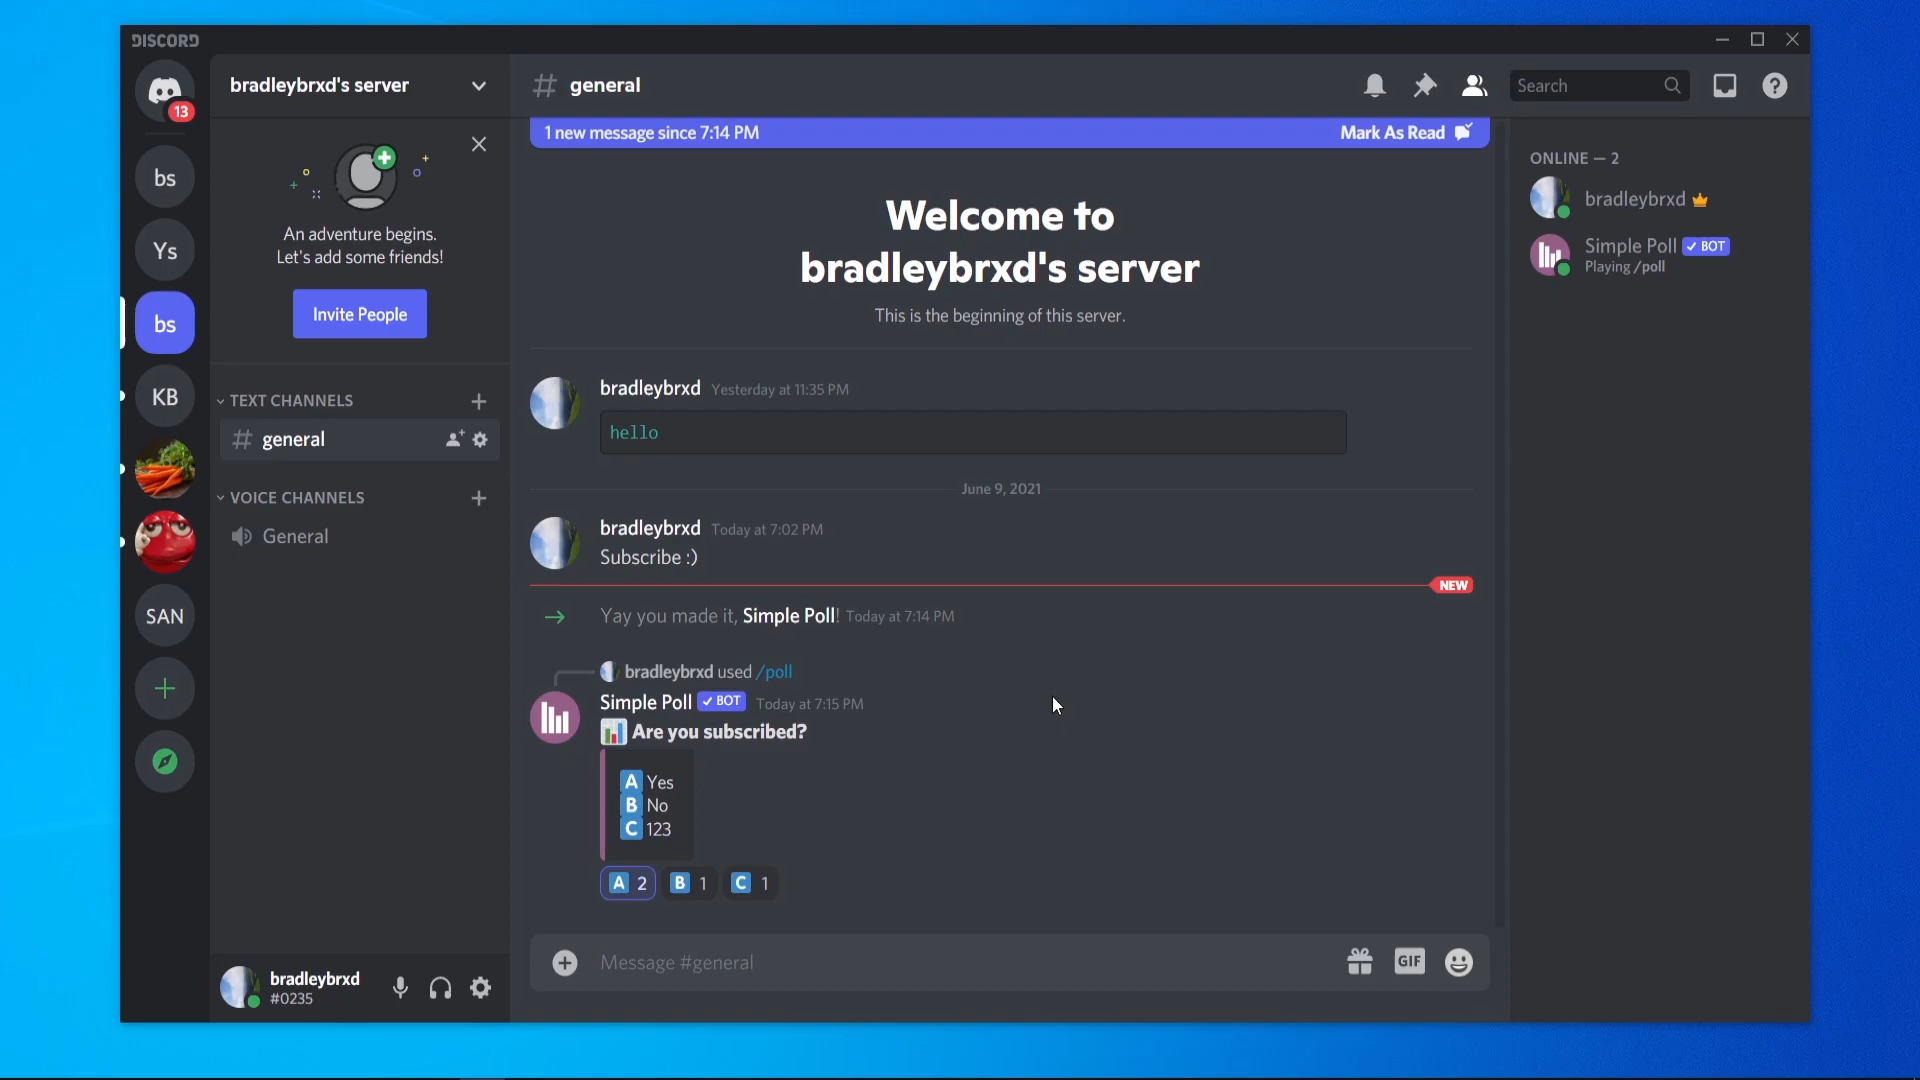 DISCORD
13
bs
Ys
bs
KB
SAN
bradleybrxd's server
An adventure begins.
Let's add some friends!
Invite People
TEXT CHANNELS
general
VOICE CHANNELS
General
bradleybrxd
#0235
# general
Search
1 new message since 7:14 PM
Mark As Read
Welcome to
bradleybrxd's server
This is the beginning of this server.
bradleybrxd Yesterday at 11:35 PM
hello
June 9, 2021
bradleybrxd Today at 7:02 PM
Subscribe :)
NEW
Yay you made it, Simple Poll! Today at 7:14 PM
bradleybrxd used /poll
Simple Poll ✓ BOT Today at 7:15 PM
Are you subscribed?
A Yes
B No
C 123
A 2 B 1 C 1
Message #general
GIF
ONLINE — 2
bradleybrxd
Simple Poll ✓ BOT
Playing /poll